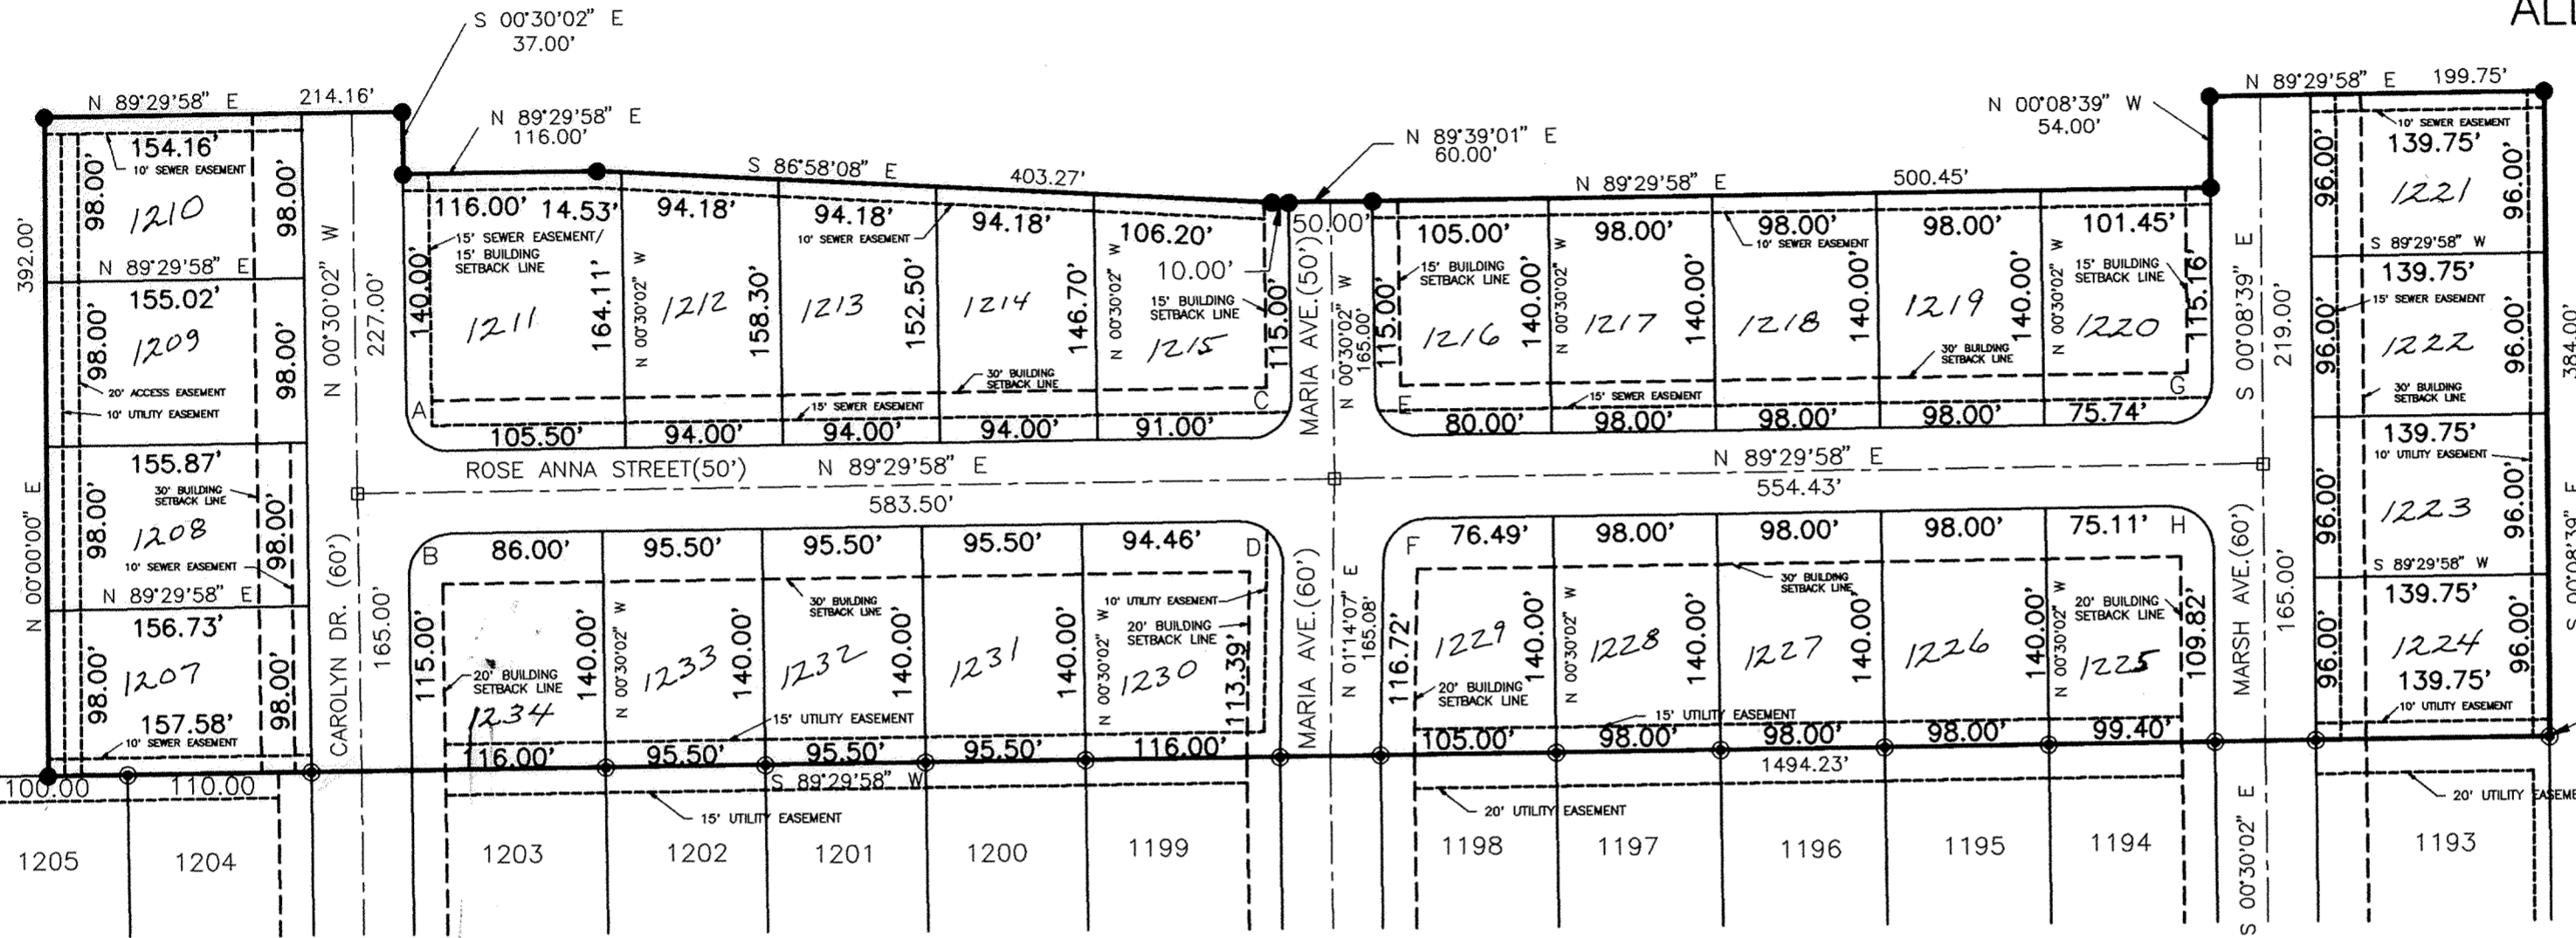 ALL
S 00°30'02" E
37.00'
N 89°29'58" E 214.16'
N 89°29'58" E
116.00'
S 86°58'08" E 403.27'
N 89°39'01" E
60.00'
N 89°29'58" E 500.45'
N 00°08'39" W
54.00'
N 89°29'58" E 199.75'
392.00'
N 00°00'00" E
154.16'
10' SEWER EASEMENT
98.00'
98.00'
1210
N 89°29'58" E
155.02'
98.00'
98.00'
1209
20' ACCESS EASEMENT
10' UTILITY EASEMENT
155.87'
30' BUILDING
SETBACK LINE
98.00'
98.00'
1208
10' SEWER EASEMENT
N 89°29'58" E
156.73'
98.00'
98.00'
1207
157.58'
10' SEWER EASEMENT
100.00
110.00
N 00°30'02" W
227.00'
CAROLYN DR. (60')
165.00'
116.00' 14.53'
15' SEWER EASEMENT/
15' BUILDING
SETBACK LINE
140.00'
164.11'
1211
A
105.50'
94.18'
N 00°30'02" W
1212
158.30'
94.00'
94.18'
10' SEWER EASEMENT
1213
152.50'
15' SEWER EASEMENT
94.00'
94.18'
1214
146.70'
30' BUILDING
SETBACK LINE
94.00'
106.20'
N 00°30'02" W
10.00'
15' BUILDING
SETBACK LINE
1215
115.00'
C
91.00'
50.00'
MARIA AVE.(50')
N 00°30'02" W
165.00'
105.00'
15' BUILDING
SETBACK LINE
115.00'
140.00'
1216
E
80.00'
98.00'
N 00°30'02" W
1217
140.00'
15' SEWER EASEMENT
98.00'
98.00'
10' SEWER EASEMENT
1218
140.00'
98.00'
98.00'
1219
140.00'
30' BUILDING
SETBACK LINE
98.00'
101.45'
N 00°30'02" W
15' BUILDING
SETBACK LINE
115.16'
1220
G
75.74'
S 00°08'39" E
219.00'
MARSH AVE.(60')
165.00'
S 00°30'02" E
ROSE ANNA STREET(50') N 89°29'58" E
583.50'
N 89°29'58" E
554.43'
B
86.00'
115.00'
140.00'
20' BUILDING
SETBACK LINE
1234
116.00'
95.50'
N 00°30'02" W
1233
140.00'
95.50'
95.50'
30' BUILDING
SETBACK LINE
1232
140.00'
15' UTILITY EASEMENT
95.50'
95.50'
1231
140.00'
95.50'
94.46'
D
10' UTILITY EASEMENT
20' BUILDING
SETBACK LINE
N 00°30'02" W
1230
113.39'
116.00'
MARIA AVE.(60')
N 01°14'07" E
165.08'
F
76.49'
116.72'
1229
140.00'
20' BUILDING
SETBACK LINE
105.00'
98.00'
N 00°30'02" W
1228
140.00'
15' UTILITY EASEMENT
98.00'
98.00'
30' BUILDING
SETBACK LINE
1227
140.00'
98.00'
98.00'
1226
140.00'
98.00'
75.11'
H
N 00°30'02" W
20' BUILDING
SETBACK LINE
1225
109.82'
99.40'
10' SEWER EASEMENT
139.75'
96.00'
96.00'
1221
S 89°29'58" W
139.75'
15' SEWER EASEMENT
96.00'
96.00'
1222
30' BUILDING
SETBACK LINE
139.75'
10' UTILITY EASEMENT
96.00'
96.00'
1223
S 89°29'58" W
139.75'
96.00'
96.00'
1224
139.75'
10' UTILITY EASEMENT
384.00'
S 00°08'39" E
S 89°29'58" W
1494.23'
15' UTILITY EASEMENT
20' UTILITY EASEMENT
20' UTILITY EASEME
1205
1204
1203
1202
1201
1200
1199
1198
1197
1196
1195
1194
1193